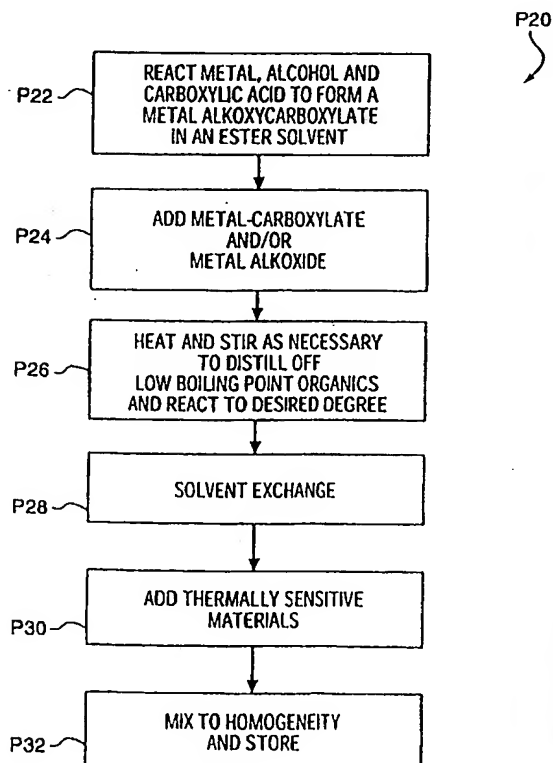 P20
P22
REACT METAL, ALCOHOL AND
CARBOXYLIC ACID TO FORM A
METAL ALKOXYCARBOXYLATE
IN AN ESTER SOLVENT
P24
ADD METAL-CARBOXYLATE
AND/OR
METAL ALKOXIDE
P26
HEAT AND STIR AS NECESSARY
TO DISTILL OFF
LOW BOILING POINT ORGANICS
AND REACT TO DESIRED DEGREE
P28
SOLVENT EXCHANGE
P30
ADD THERMALLY SENSITIVE
MATERIALS
P32
MIX TO HOMOGENEITY
AND STORE